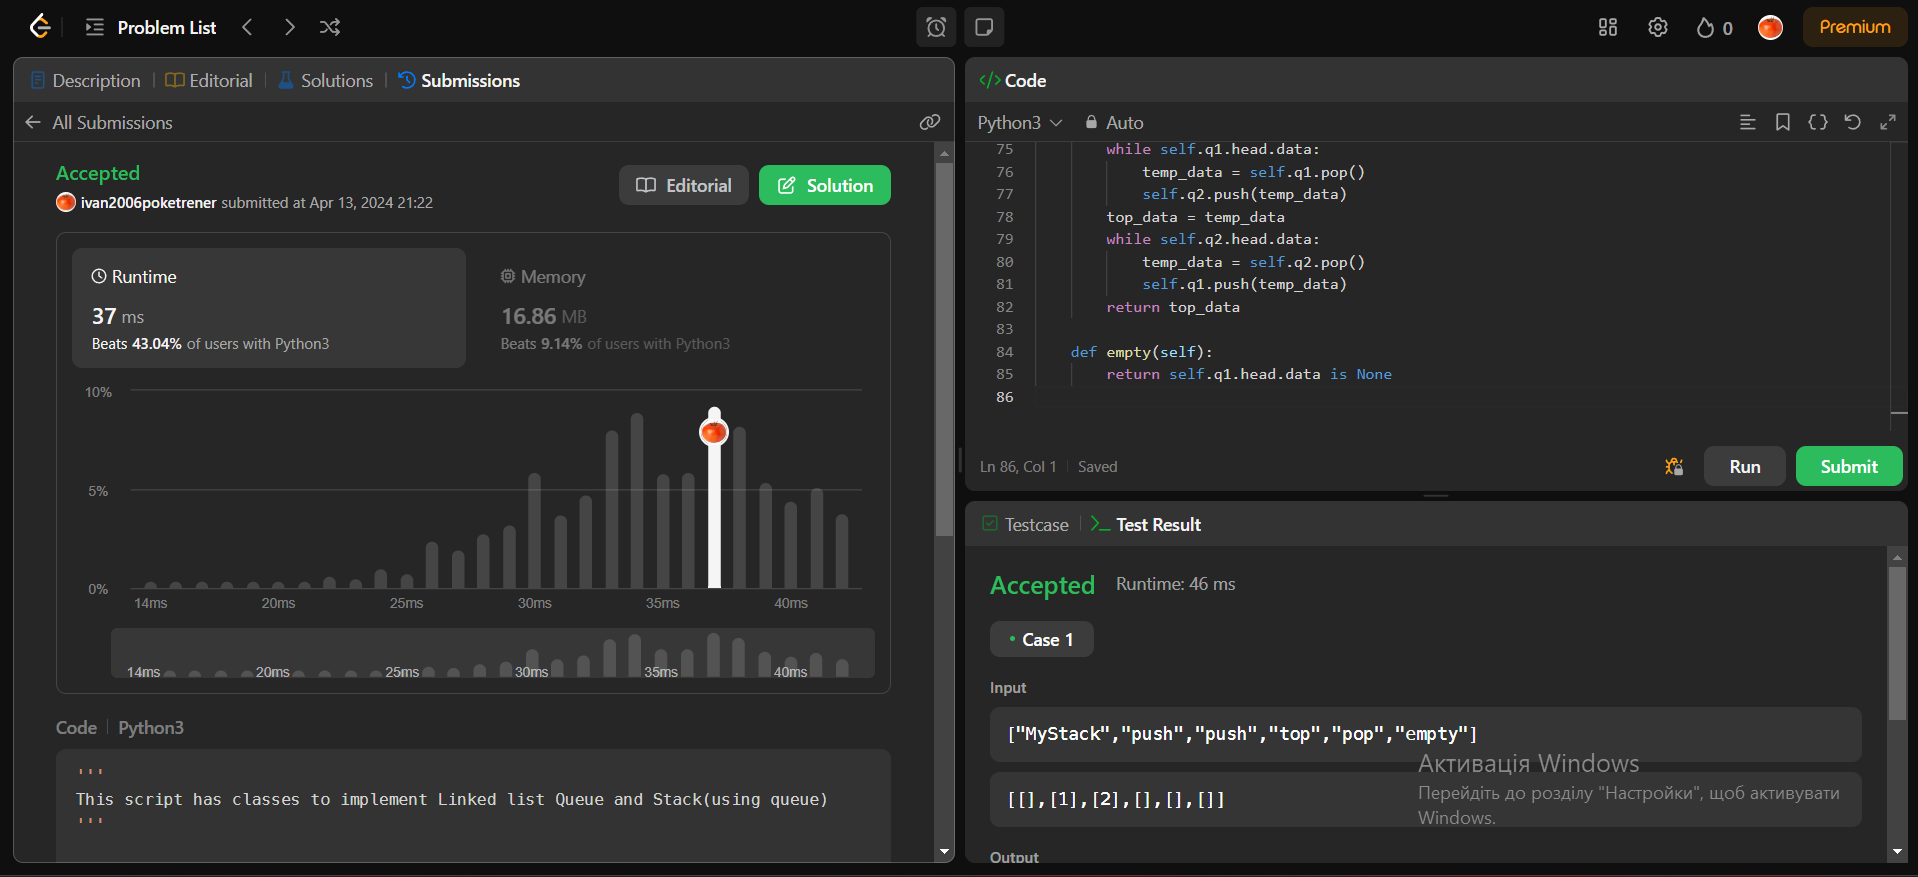 Problem List
0
Premium
Description
Editorial
Solutions
Submissions
All Submissions
Accepted
ivan2006poketrener submitted at Apr 13, 2024 21:22
Editorial
Solution
Runtime
37 ms
Beats 43.04% of users with Python3
Memory
16.86 MB
Beats 9.14% of users with Python3
10%
5%
0%
14ms
20ms
25ms
30ms
35ms
40ms
14ms
20ms
25ms
30ms
35ms
40ms
Code
Python3
'''
This script has classes to implement Linked list Queue and Stack(using queue)
'''
</> Code
Python3
Auto
75 while self.q1.head.data:
76 temp_data = self.q1.pop()
77 self.q2.push(temp_data)
78 top_data = temp_data
79 while self.q2.head.data:
80 temp_data = self.q2.pop()
81 self.q1.push(temp_data)
82 return top_data
83
84 def empty(self):
85 return self.q1.head.data is None
86
Ln 86, Col 1
Saved
Run
Submit
Testcase
Test Result
Accepted
Runtime: 46 ms
Case 1
Input
["MyStack","push","push","top","pop","empty"]
[[],[1],[2],[],[],[]]
Активація Windows
Перейдіть до розділу "Настройки", щоб активувати
Windows.
Output